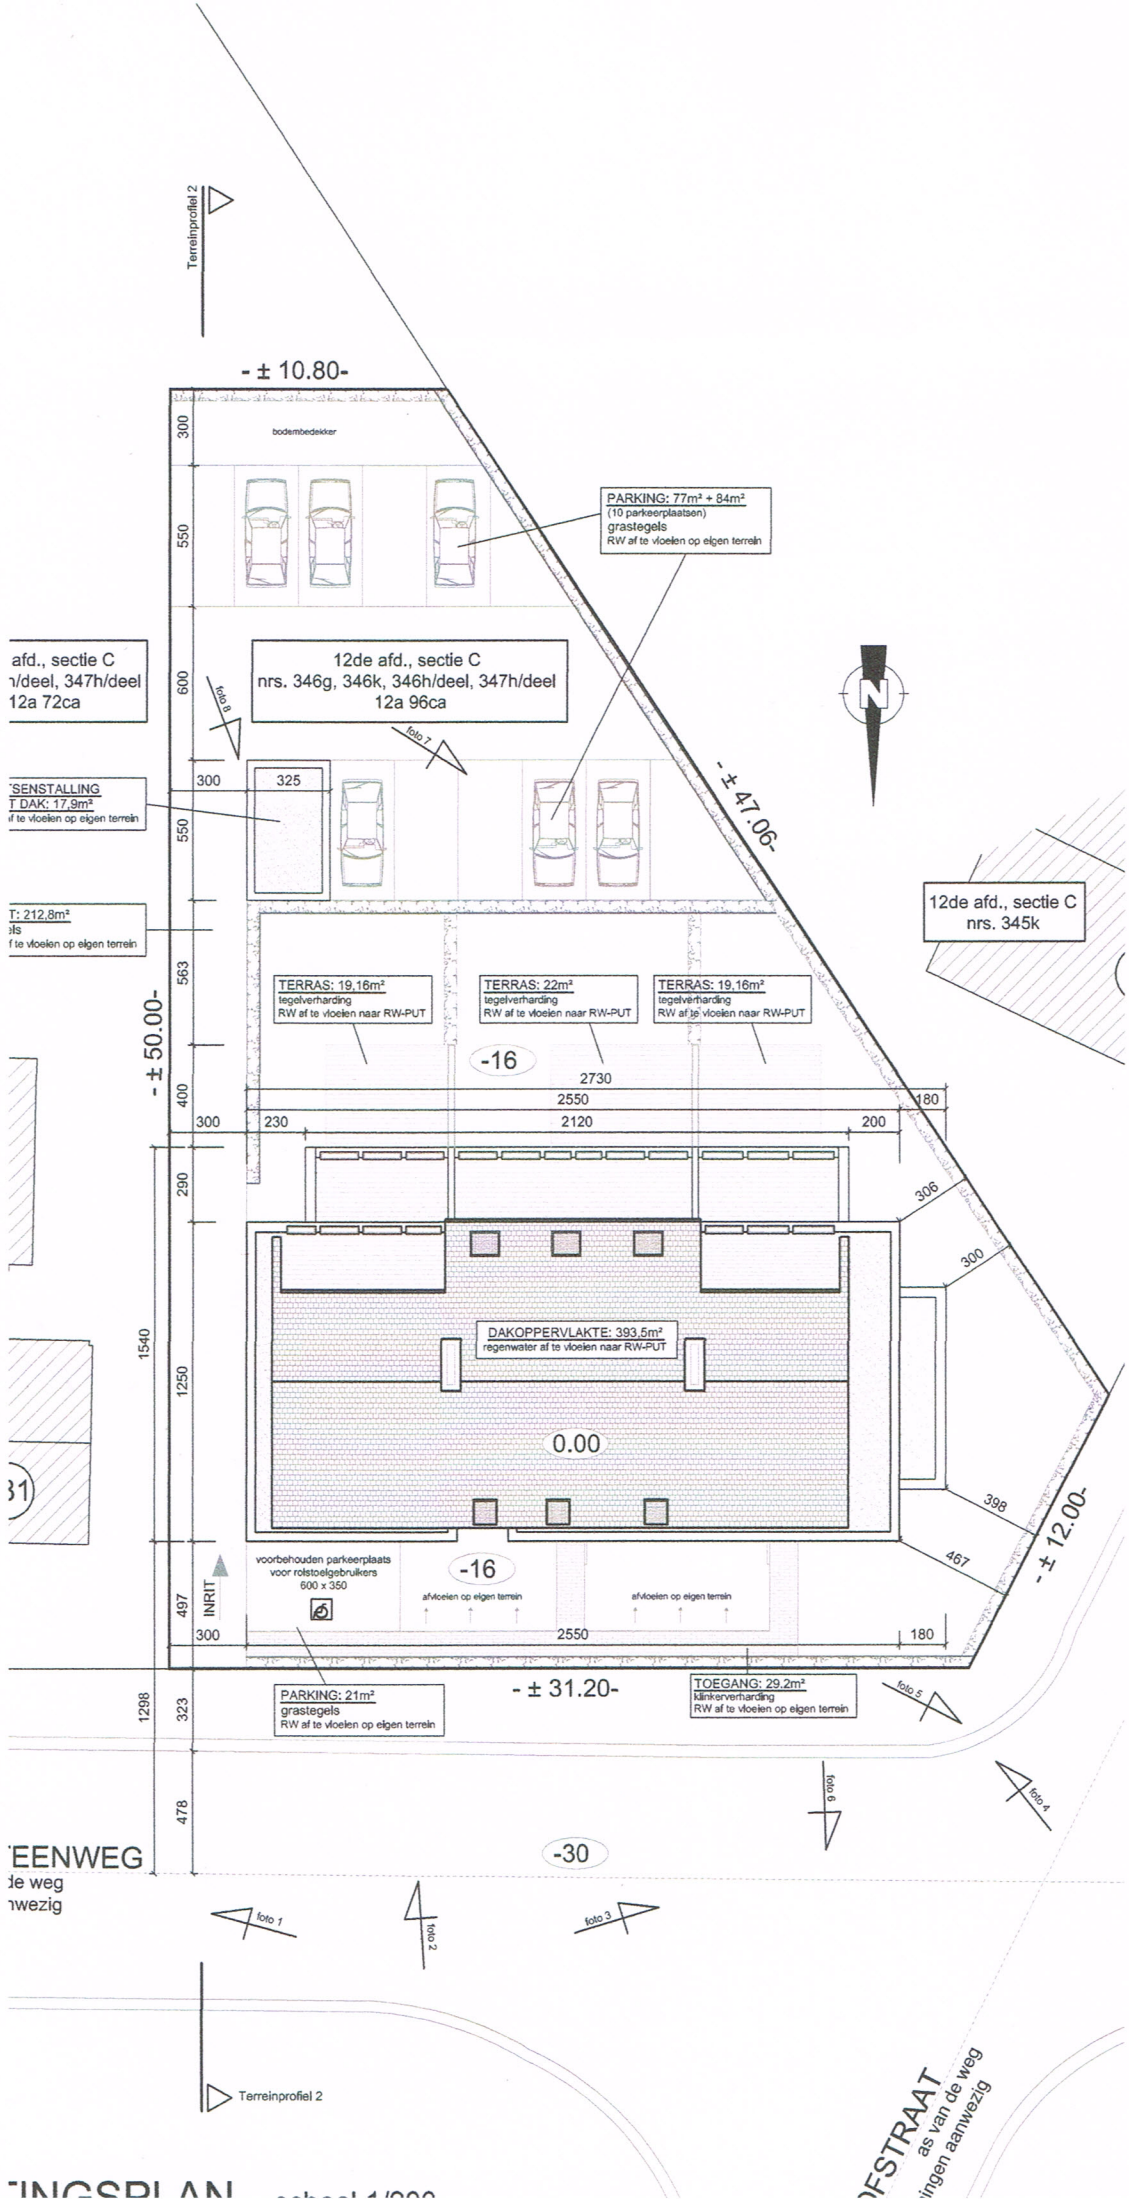 Terreinprofiel 2
- ± 10.80-
300
bodembedekker
550
PARKING: 77m² + 84m²
(10 parkeerplaatsen)
grastegels
RW af te vloeien op eigen terrein
afd., sectie C
h/deel, 347h/deel
12a 72ca
12de afd., sectie C
nrs. 346g, 346k, 346h/deel, 347h/deel
12a 96ca
600
foto 8
foto 7
N
- ± 47.06-
300
325
TSENSTALLING
T DAK: 17,9m²
af te vloeien op eigen terrein
550
12de afd., sectie C
nrs. 345k
T: 212,8m²
els
af te vloeien op eigen terrein
563
TERRAS: 19,16m²
tegelverharding
RW af te vloeien naar RW-PUT
TERRAS: 22m²
tegelverharding
RW af te vloeien naar RW-PUT
TERRAS: 19,16m²
tegelverharding
RW af te vloeien naar RW-PUT
- ± 50.00-
-16
2730
400
2550
180
300
230
2120
200
290
306
300
1540
1250
DAKOPPERVLAKTE: 393,5m²
regenwater af te vloeien naar RW-PUT
0.00
31
398
- ± 12.00-
467
INRIT
voorbehouden parkeerplaats
voor rolstoelgebruikers
600 x 350
-16
afvloeien op eigen terrein
afvloeien op eigen terrein
497
300
2550
180
- ± 31.20-
PARKING: 21m²
grastegels
RW af te vloeien op eigen terrein
TOEGANG: 29.2m²
klinkerverharding
RW af te vloeien op eigen terrein
1298
323
foto 5
foto 6
foto 4
478
TEENWEG
de weg
nwezig
-30
foto 1
foto 2
foto 3
Terreinprofiel 2
OFSTRAAT
as van de weg
ingen aanwezig
TINGSPLAN schaal 1/200